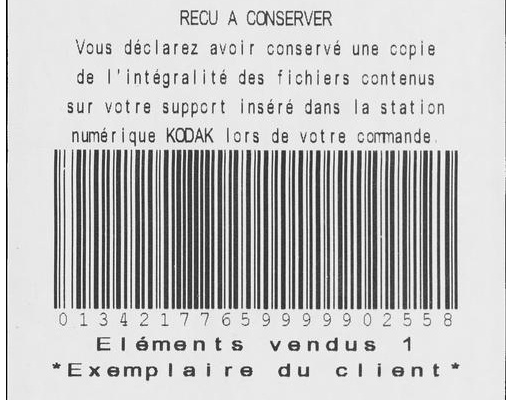 RECU A CONSERVER
Vous déclarez avoir conservé une copie
de l'intégralité des fichiers contenus
sur votre support inséré dans la station
numérique KODAK lors de votre commande.
01342177659999902558
Eléments vendus 1
*Exemplaire du client*